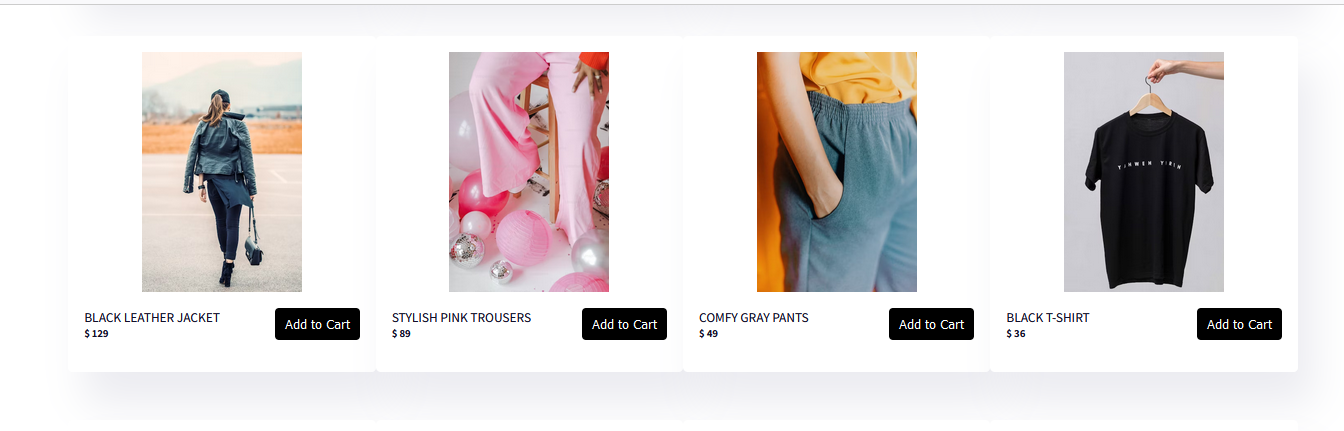 BLACK LEATHER JACKET
$ 129
Add to Cart
STYLISH PINK TROUSERS
$ 89
Add to Cart
COMFY GRAY PANTS
$ 49
Add to Cart
BLACK T-SHIRT
$ 36
Add to Cart